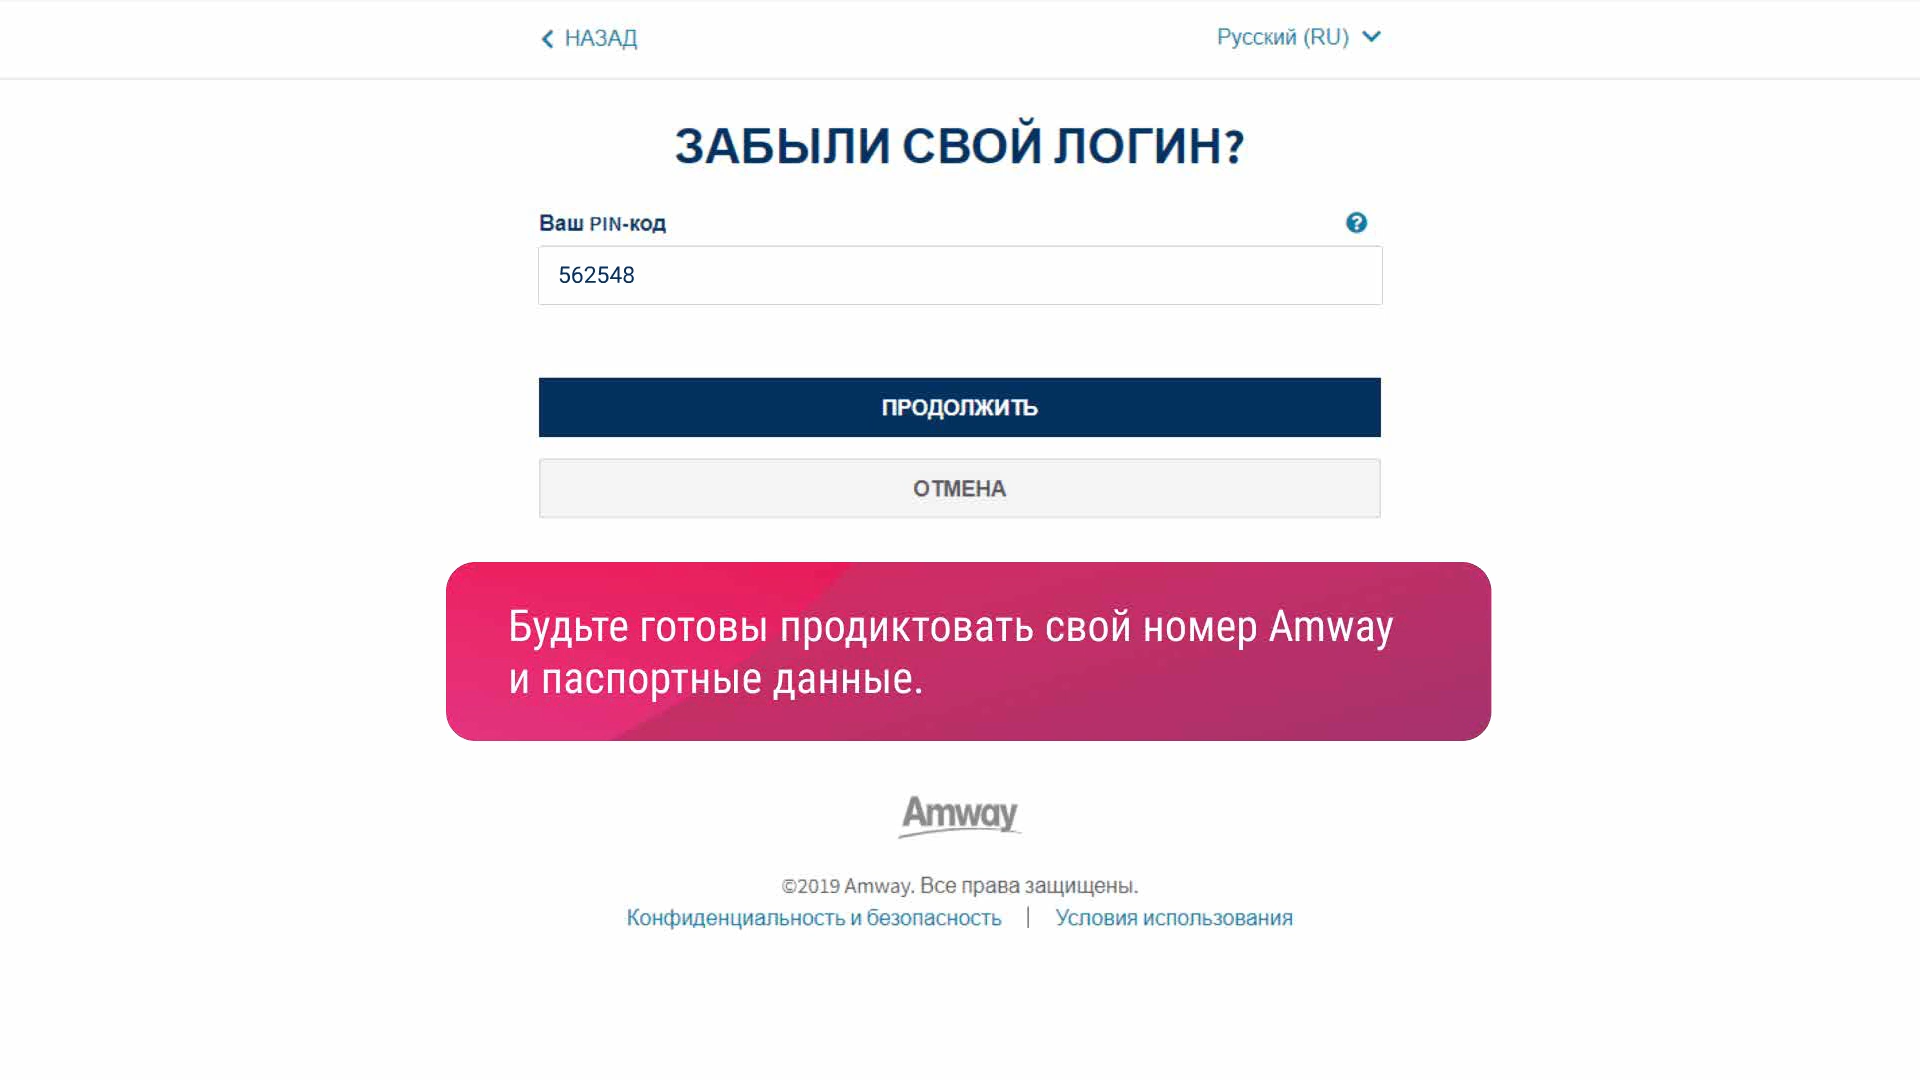 НАЗАД
Русский (RU)
ЗАБЫЛИ СВОЙ ЛОГИН?
Ваш PIN-код
?
562548
ПРОДОЛЖИТЬ
ОТМЕНА
Будьте готовы продиктовать свой номер Amway
и паспортные данные.
Amway
©2019 Amway. Все права защищены.
Конфиденциальность и безопасность | Условия использования